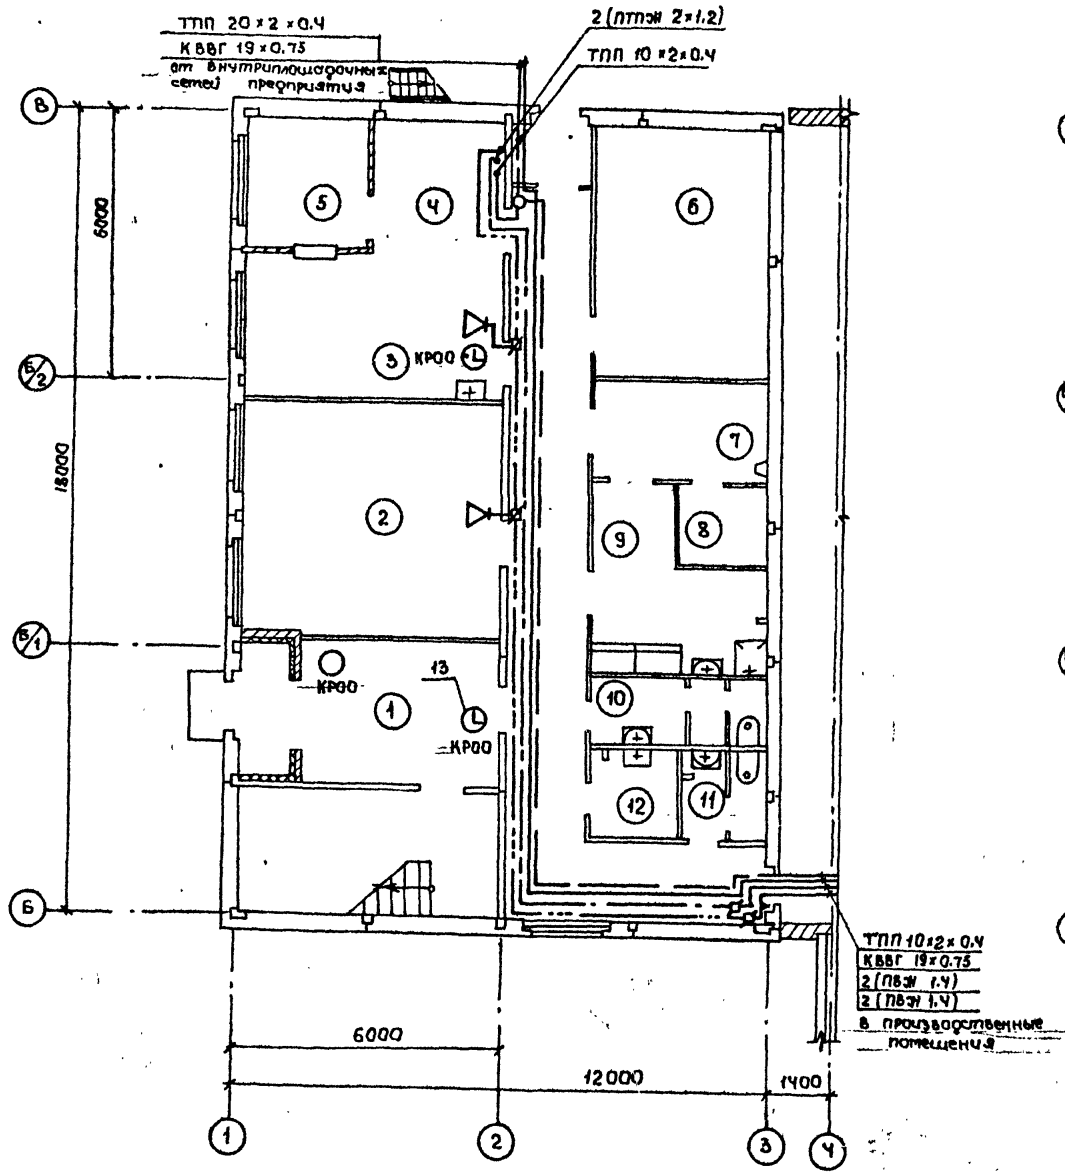 ТПП 20×2×0.4
КВВГ 19×0.75
от внутриплощадочных
сетей предприятия
2(ПТПЖ 2×1.2)
ТПП 10×2×0.4
В
6000
5
4
6
Б/2
3
КРОО
7
18000
2
9
8
Б/1
КРОО
13
1
КРОО
10
12
11
Б
ТПП 10×2×0.4
КВВГ 19×0.75
2(ПВЖ 1.4)
2(ПВЖ 1.4)
в производственные
помещения
6000
12000
1400
1
2
3
4